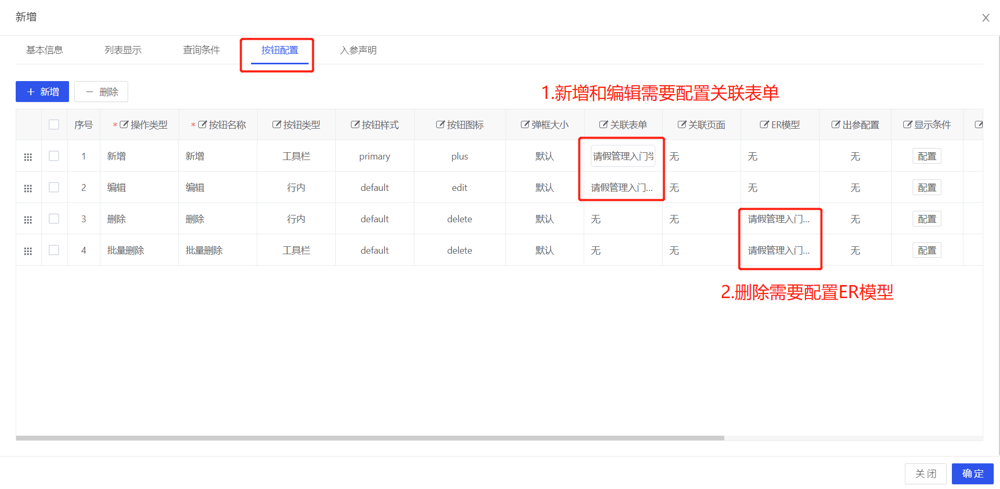 新增
基本信息 列表显示 查询条件 按钮配置 入参声明
新增 删除
1.新增和编辑需要配置关联表单
序号 *操作类型 *按钮名称 按钮类型 按钮样式 按钮图标 弹框大小 关联表单 关联页面 ER模型 出参配置 显示条件
1 新增 新增 工具栏 primary plus 默认 请假管理入门学 无 无 无 配置
2 编辑 编辑 行内 default edit 默认 请假管理入门... 无 无 无 配置
3 删除 删除 行内 default delete 默认 无 无 请假管理入门... 无 配置
4 批量删除 批量删除 工具栏 default delete 默认 无 无 请假管理入门... 无 配置
2.删除需要配置ER模型
关闭 确定